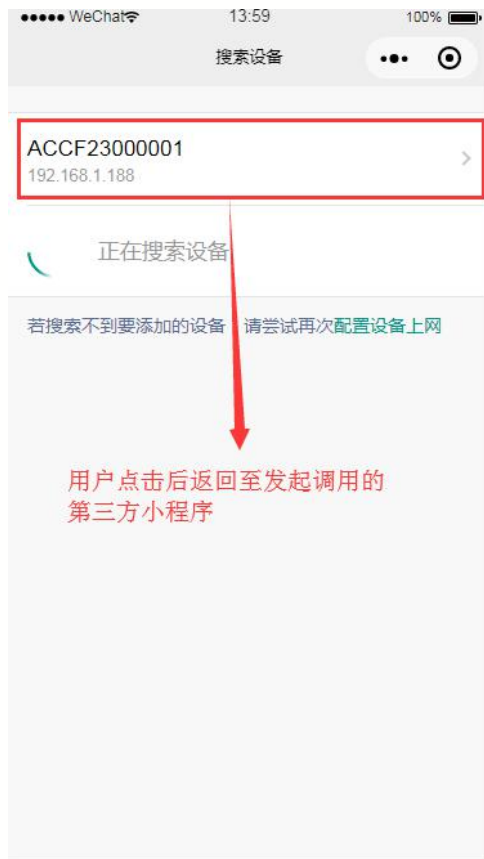 WeChat 13:59 100%
搜索设备
ACCF23000001
192.168.1.188
正在搜索设备
若搜索不到要添加的设备 请尝试再次配置设备上网
用户点击后返回至发起调用的
第三方小程序